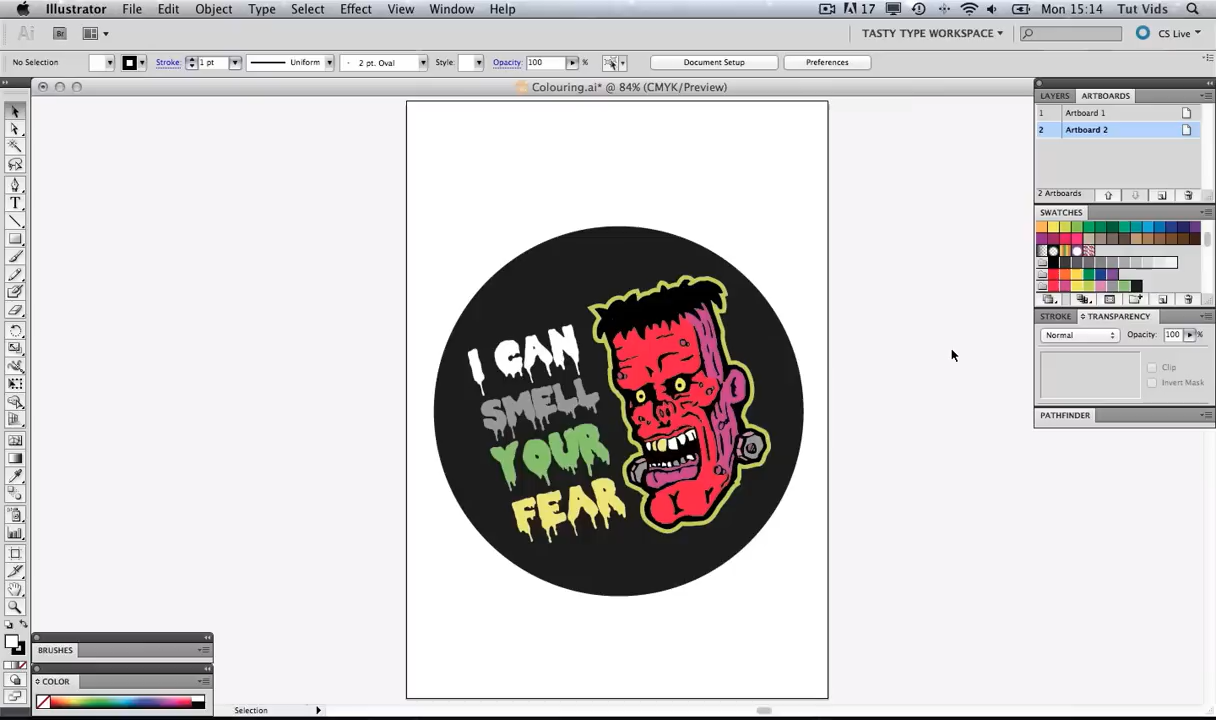 Illustrator File Edit Object Type Select Effect View Window Help 17 Mon 15:14 Tut Vids
Ai Br TASTY TYPE WORKSPACE CS Live
No Selection Stroke: 1 pt Uniform 2 pt. Oval Style: Opacity: 100 % Document Setup Preferences
Colouring.ai* @ 84% (CMYK/Preview)
LAYERS ARTBOARDS
1 Artboard 1
2 Artboard 2
2 Artboards
SWATCHES
STROKE TRANSPARENCY
Normal Opacity: 100 %
Clip
Invert Mask
PATHFINDER
I CAN
SMELL
YOUR
FEAR
BRUSHES
COLOR
Selection